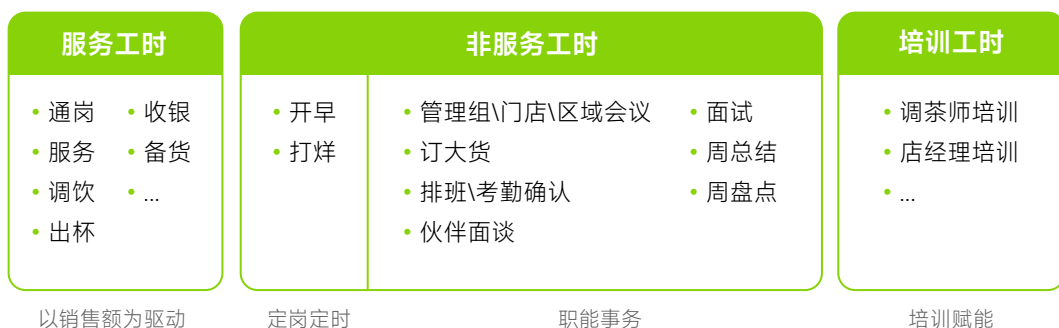 服务工时
• 通岗
• 服务
• 调饮
• 出杯
• 收银
• 备货
• ...
以销售额为驱动
非服务工时
• 开早
• 打烊
定岗定时
• 管理组\门店\区域会议
• 订大货
• 排班\考勤确认
• 伙伴面谈
• 面试
• 周总结
• 周盘点
职能事务
培训工时
• 调茶师培训
• 店经理培训
• ...
培训赋能